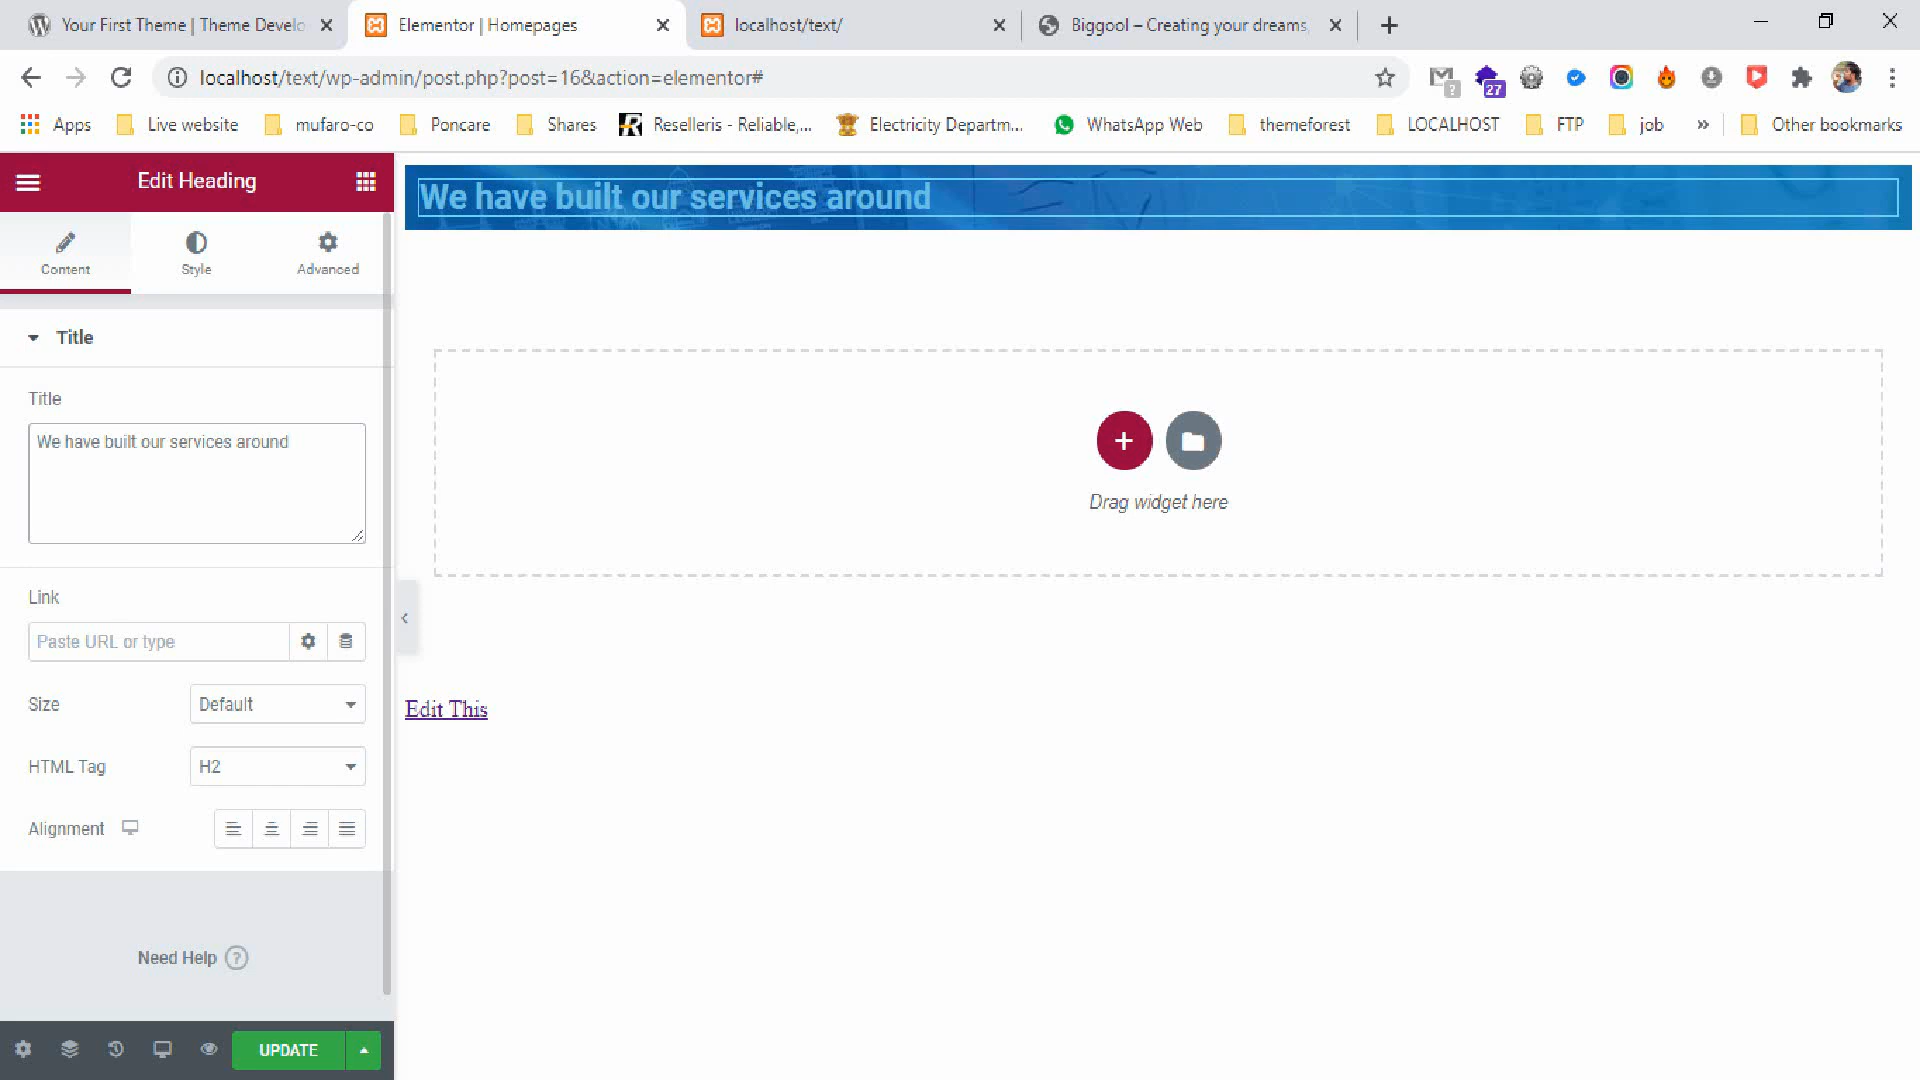 Your First Theme | Theme Develo
Elementor | Homepages
localhost/text/
Biggool – Creating your dreams,
localhost/text/wp-admin/post.php?post=16&action=elementor#
?
27
Apps
Live website
mufaro-co
Poncare
Shares
Reselleris - Reliable,...
Electricity Departm...
WhatsApp Web
themeforest
LOCALHOST
FTP
job
»
Other bookmarks
Edit Heading
Content
Style
Advanced
Title
Title
We have built our services around
Link
Paste URL or type
Size
Default
HTML Tag
H2
Alignment
Need Help ?
UPDATE
We have built our services around
Drag widget here
Edit This